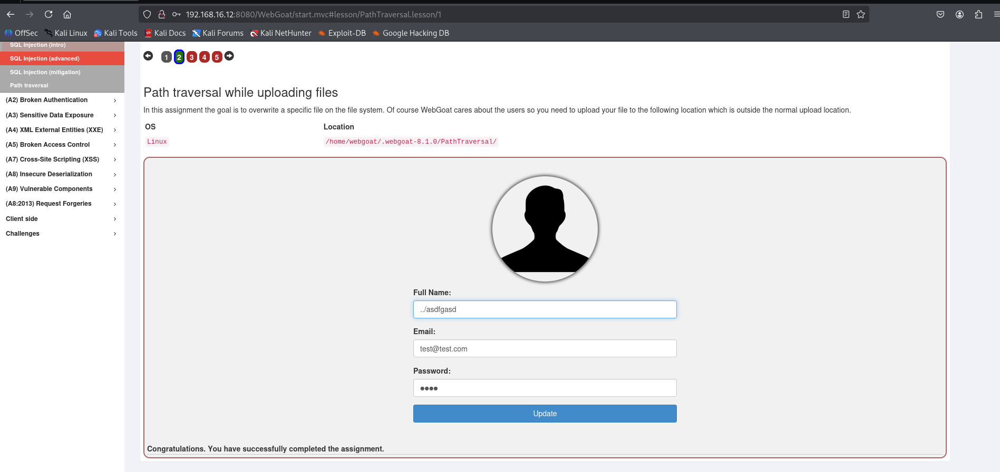 192.168.16.12:8080/WebGoat/start.mvc#lesson/PathTraversal.lesson/1
OffSec Kali Linux Kali Tools Kali Docs Kali Forums Kali NetHunter Exploit-DB Google Hacking DB
SQL Injection (intro)
SQL Injection (advanced)
SQL Injection (mitigation)
Path traversal
(A2) Broken Authentication
(A3) Sensitive Data Exposure
(A4) XML External Entities (XXE)
(A5) Broken Access Control
(A7) Cross-Site Scripting (XSS)
(A8) Insecure Deserialization
(A9) Vulnerable Components
(A8:2013) Request Forgeries
Client side
Challenges
1 2 3 4 5
Path traversal while uploading files
In this assignment the goal is to overwrite a specific file on the file system. Of course WebGoat cares about the users so you need to upload your file to the following location which is outside the normal upload location.
OS Location
Linux /home/webgoat/.webgoat-8.1.0/PathTraversal/
Full Name:
../asdfgasd
Email:
test@test.com
Password:
●●●●
Update
Congratulations. You have successfully completed the assignment.